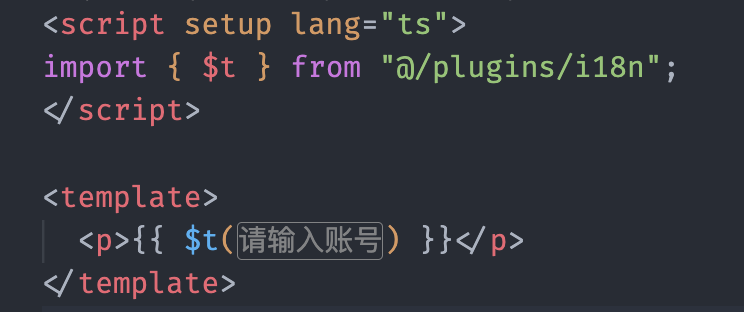 <script setup lang="ts">
import { $t } from "@/plugins/i18n";
</script>
<template>
<p>{{ $t(请输入账号) }}</p>
</template>